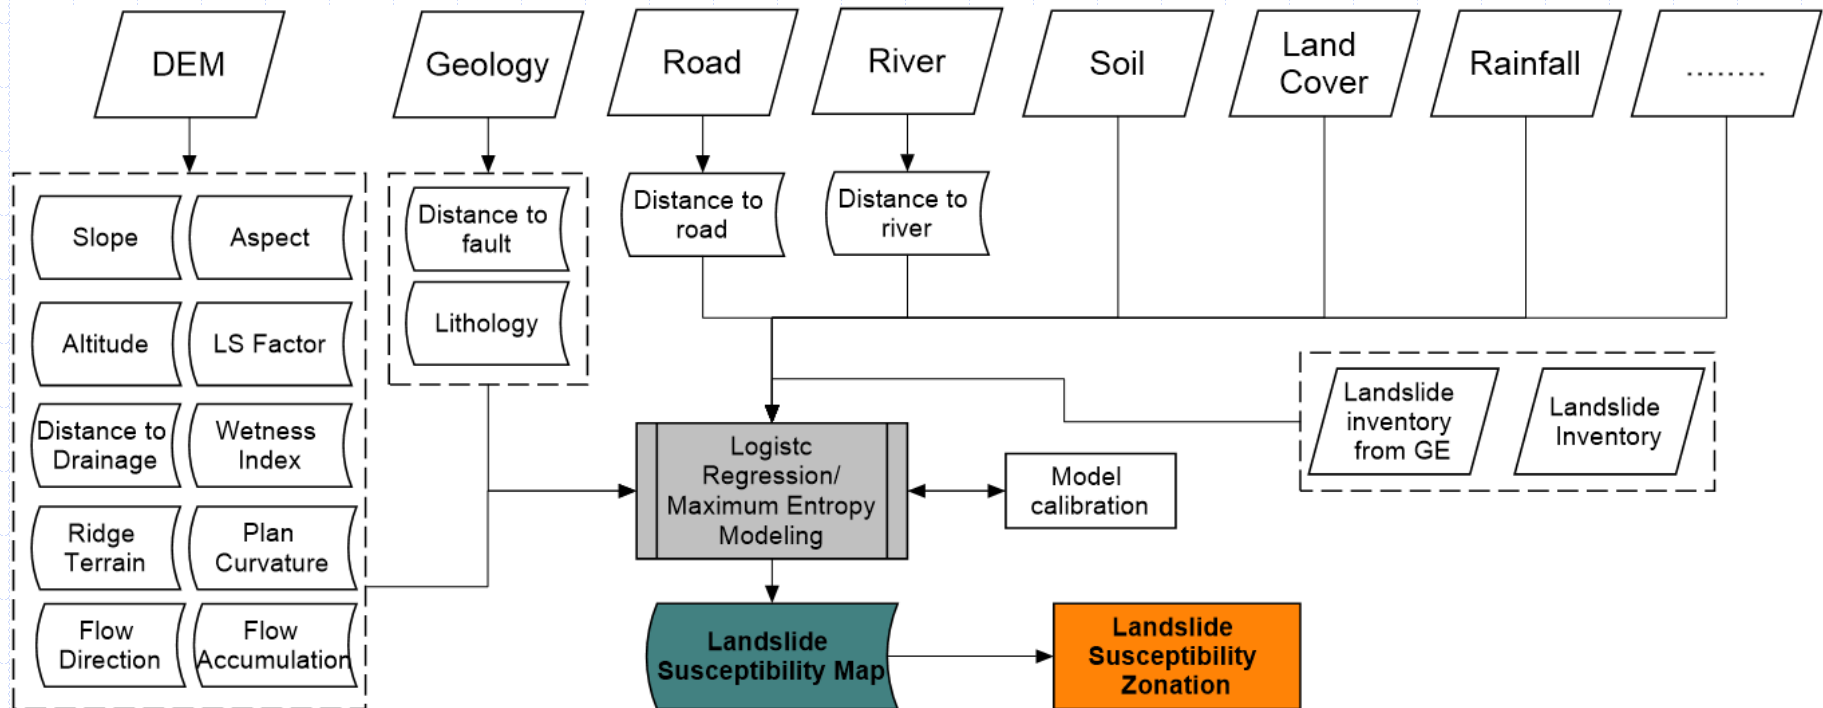 DEM
Geology
Road
River
Soil
Land
Cover
Rainfall
........
Slope
Aspect
Altitude
LS Factor
Distance to
Drainage
Wetness
Index
Ridge
Terrain
Plan
Curvature
Flow
Direction
Flow
Accumulation
Distance to
fault
Lithology
Distance to
road
Distance to
river
Landslide
inventory
from GE
Landslide
Inventory
Logistc
Regression/
Maximum Entropy
Modeling
Model
calibration
Landslide
Susceptibility Map
Landslide
Susceptibility
Zonation